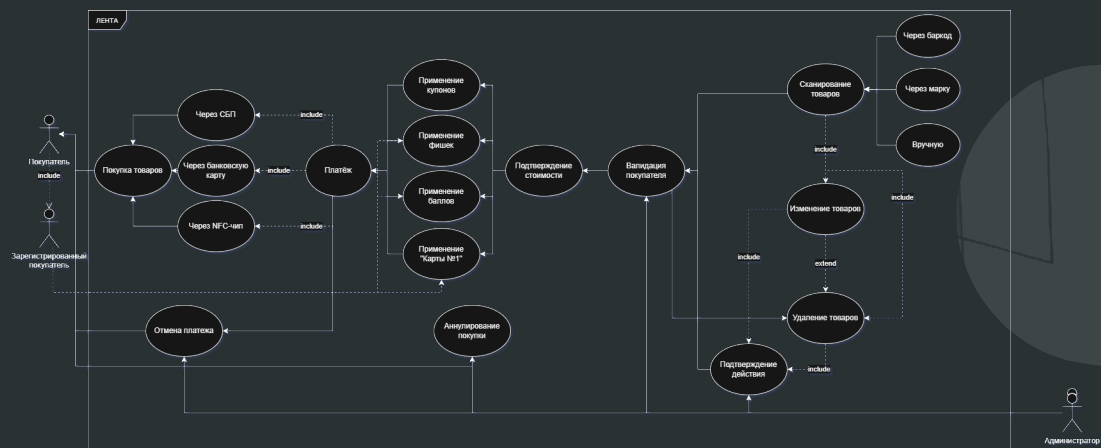 ЛЕНТА
Через баркод
Сканирование
товаров
Через марку
Вручную
Применение
купонов
Через СБП
include
Применение
фишек
Покупатель
include
Покупка товаров
Через банковскую
карту
include
Платёж
Подтверждение
стоимости
Валидация
покупателя
include
include
Применение
баллов
Изменение товаров
Через NFC-чип
include
Зарегистрированный
покупатель
Применение
"Карты №1"
include
extend
Отмена платежа
Аннулирование
покупки
Удаление товаров
Подтверждение
действия
include
Администратор